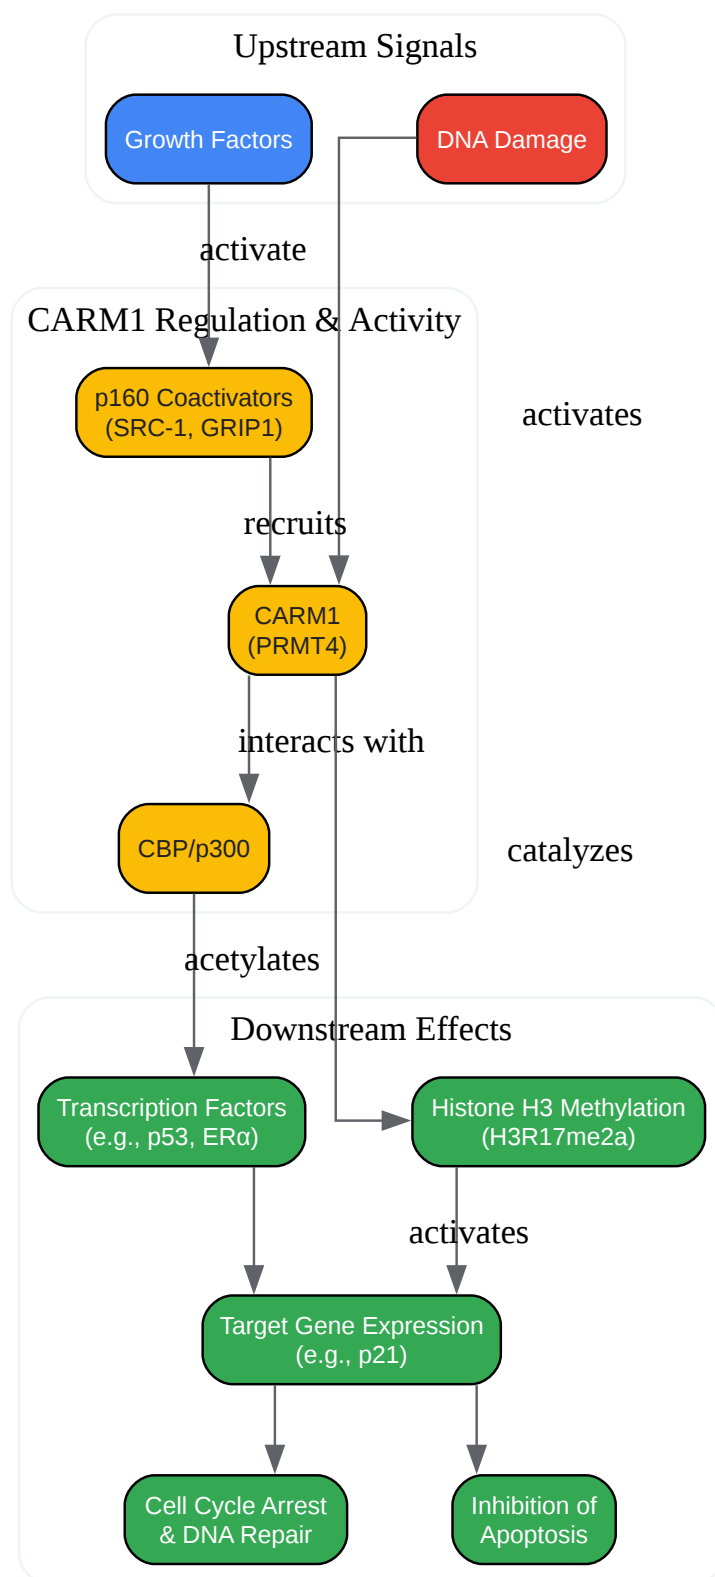 Upstream Signals
Growth Factors
DNA Damage
activate
CARM1 Regulation & Activity
p160 Coactivators
(SRC-1, GRIP1)
activates
recruits
CARM1
(PRMT4)
interacts with
CBP/p300
catalyzes
acetylates
Downstream Effects
Transcription Factors
(e.g., p53, ERα)
Histone H3 Methylation
(H3R17me2a)
activates
Target Gene Expression
(e.g., p21)
Cell Cycle Arrest
& DNA Repair
Inhibition of
Apoptosis